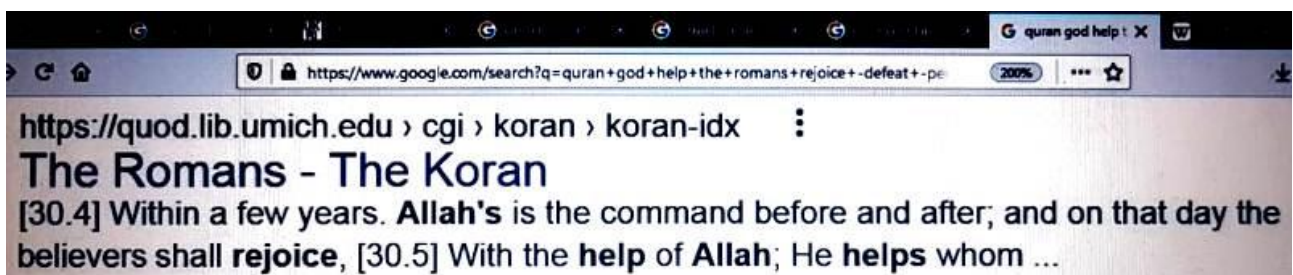 quran god help t
https://www.google.com/search?q=quran+god+help+the+romans+rejoice+-defeat+-pe
200%
https://quod.lib.umich.edu › cgi › koran › koran-idx
The Romans - The Koran
[30.4] Within a few years. Allah's is the command before and after; and on that day the
believers shall rejoice, [30.5] With the help of Allah; He helps whom ...